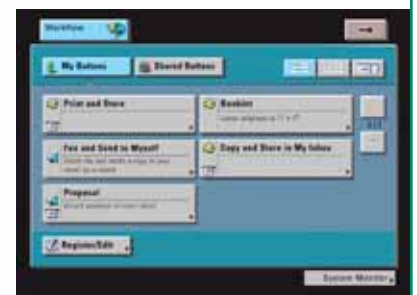 Workflow
My Buttons
Shared Buttons
Print and Store
Booklet
Fax and Send to Myself
Copy and Store in My Inbox
Proposal
Register/Edit
System Monitor